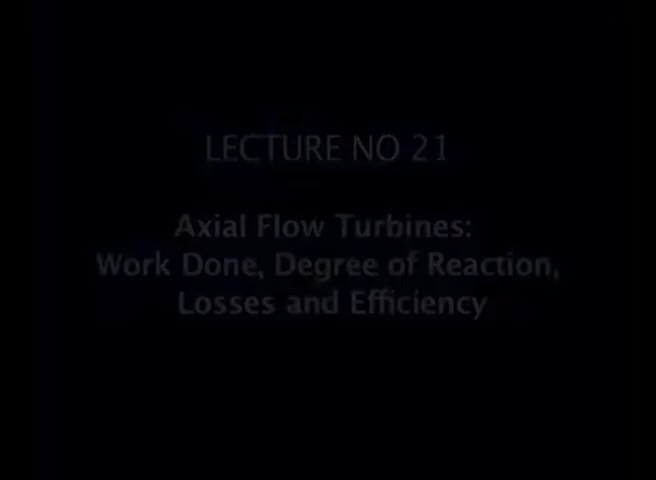 LECTURE NO 21
Axial Flow Turbines:
Work Done, Degree of Reaction,
Losses and Efficiency